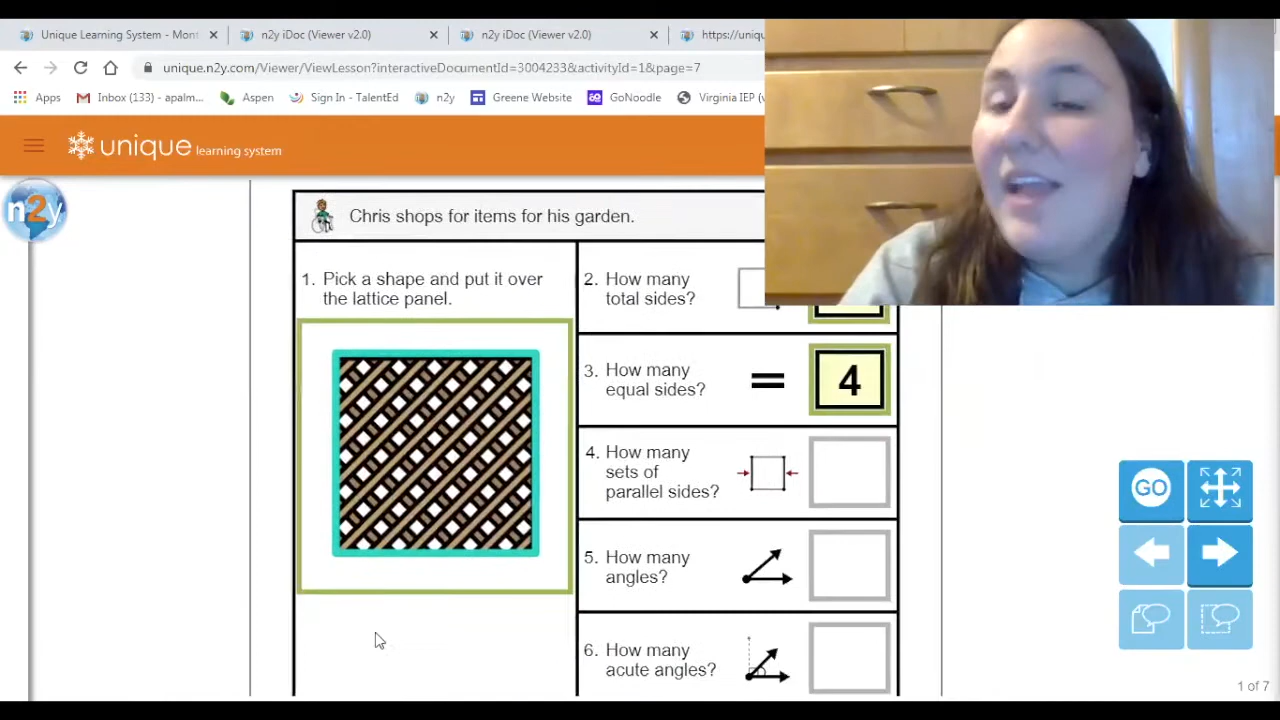 Unique Learning System - Mon
n2y iDoc (Viewer v2.0)
n2y iDoc (Viewer v2.0)
https://uniq
unique.n2y.com/Viewer/ViewLesson?interactiveDocumentId=3004233&activityId=1&page=7
Apps
Inbox (133) - apalm...
Aspen
Sign In - TalentEd
n2y
Greene Website
GoNoodle
Virginia IEP (v
unique learning system
n2y
Chris shops for items for his garden.
1. Pick a shape and put it over
the lattice panel.
2. How many
total sides?
3. How many
equal sides?
=
4
4. How many
sets of
parallel sides?
5. How many
angles?
6. How many
acute angles?
GO
1 of 7